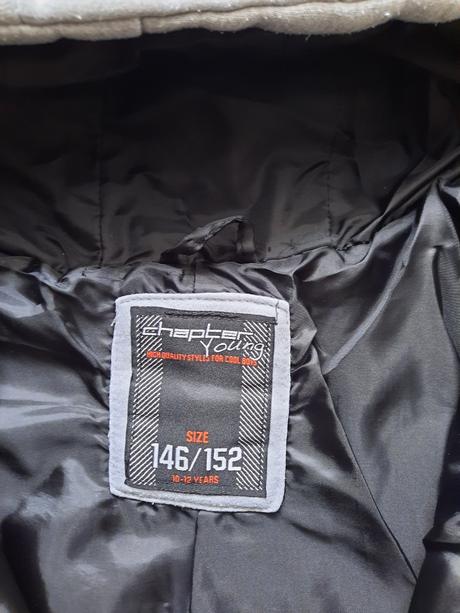 chapter
Young
HIGH QUALITY STYLES FOR COOL BOYS
SIZE
146/152
10-12 YEARS